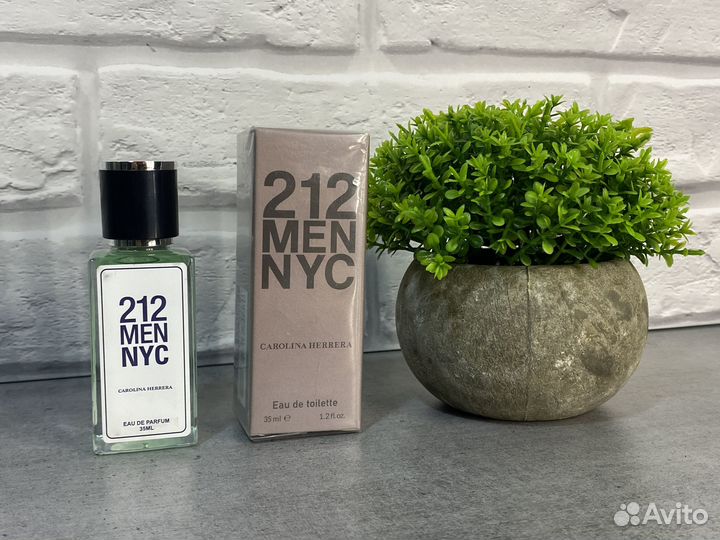 212
MEN
NYC
CAROLINA HERRERA
EAU DE PARFUM
35ML
212
MEN
NYC
CAROLINA HERRERA
Eau de toilette
35 ml e 1.2 fl.oz.
Avito